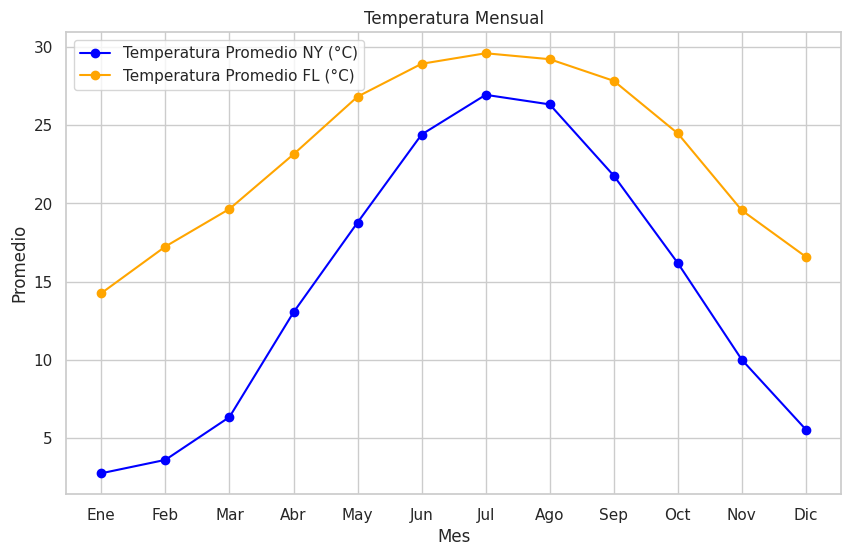 Temperatura Mensual
Temperatura Promedio NY (°C)
Temperatura Promedio FL (°C)
Promedio
30
25
20
15
10
5
Ene Feb Mar Abr May Jun Jul Ago Sep Oct Nov Dic
Mes